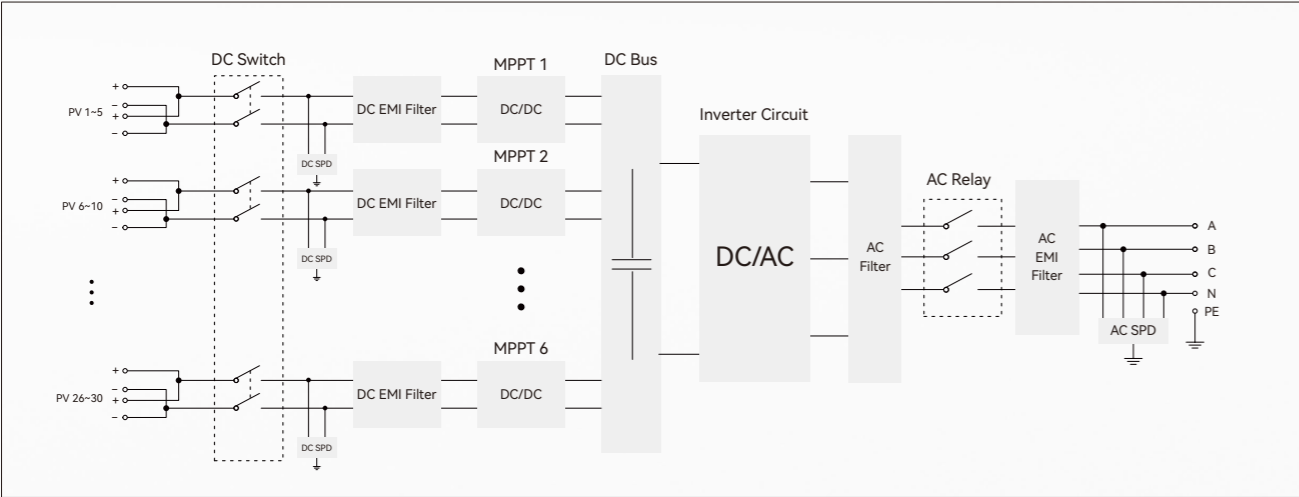 DC Switch
MPPT 1
DC Bus
+
−
PV 1~5
+
−
DC EMI Filter
DC/DC
DC SPD
Inverter Circuit
MPPT 2
+
−
PV 6~10
+
−
DC EMI Filter
DC/DC
DC SPD
AC Relay
DC/AC
AC
Filter
AC
EMI
Filter
A
B
C
N
PE
AC SPD
MPPT 6
+
−
PV 26~30
+
−
DC EMI Filter
DC/DC
DC SPD